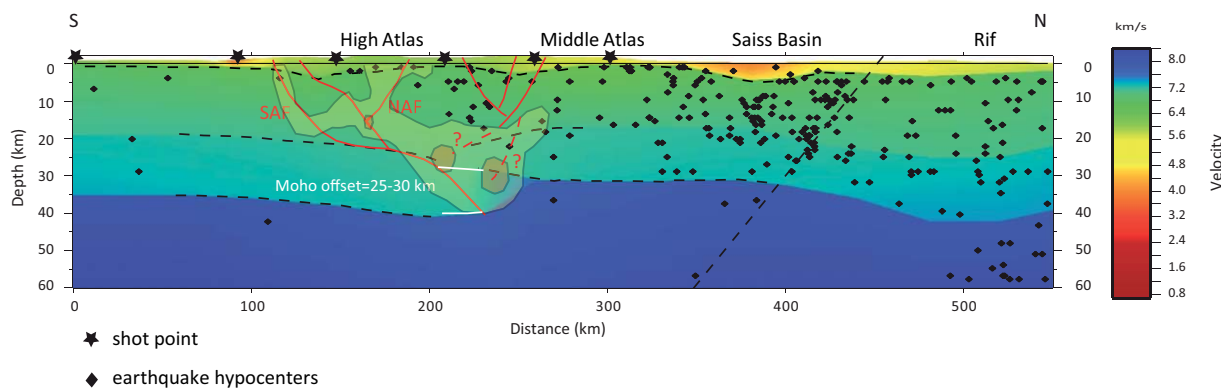 S
N
High Atlas
Middle Atlas
Saiss Basin
Rif
km/s
0
10
20
30
40
50
60
Depth (km)
SAF
NAF
?
?
Moho offset=25-30 km
0
10
20
30
40
50
60
0
100
200
300
400
500
Distance (km)
8.0
7.2
6.4
5.6
4.8
4.0
3.2
2.4
1.6
0.8
Velocity
shot point
earthquake hypocenters